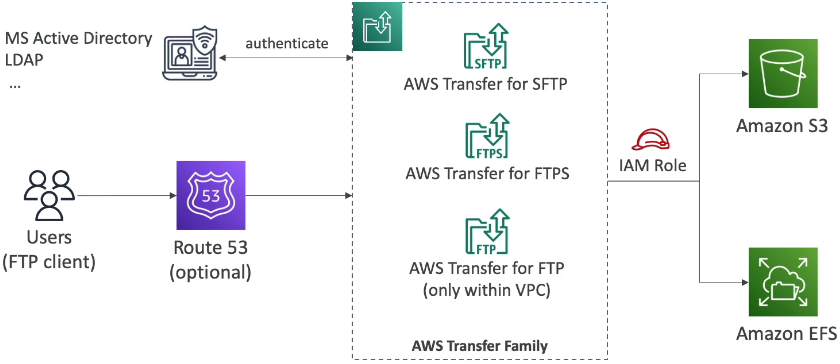 MS Active Directory
LDAP
...
authenticate
Users
(FTP client)
53
Route 53
(optional)
SFTP
AWS Transfer for SFTP
FTPS
AWS Transfer for FTPS
FTP
AWS Transfer for FTP
(only within VPC)
AWS Transfer Family
IAM Role
Amazon S3
Amazon EFS